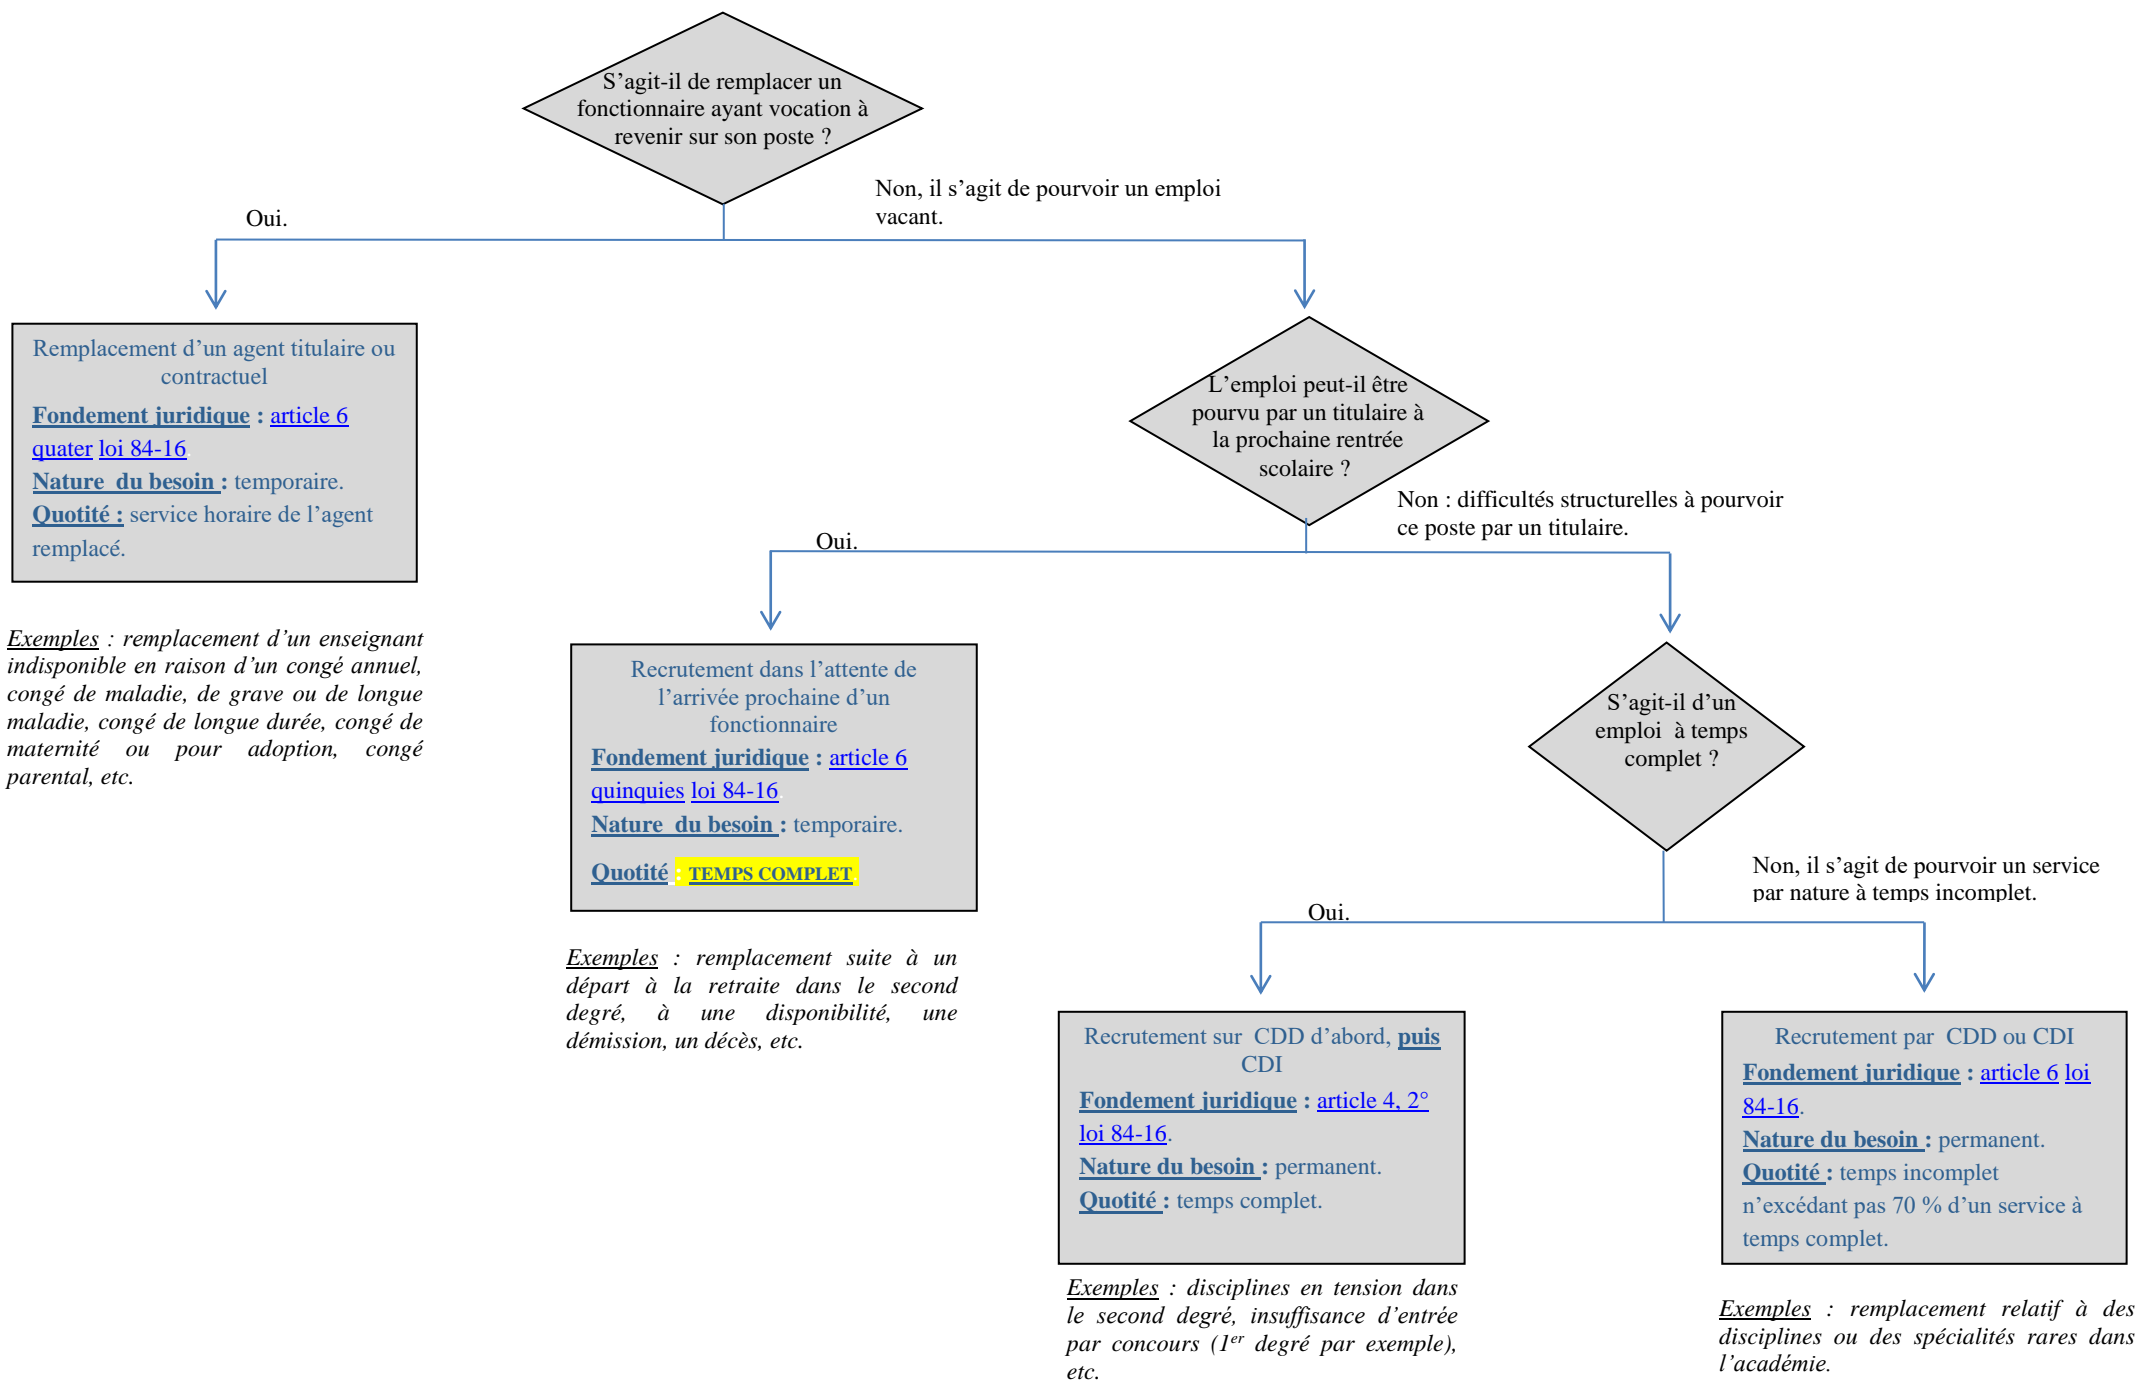 S’agit-il de remplacer un
fonctionnaire ayant vocation à
revenir sur son poste ?
Non, il s’agit de pourvoir un emploi
vacant.
Oui.
Remplacement d’un agent titulaire ou
contractuel
Fondement juridique : article 6
quater loi 84-16.
Nature du besoin : temporaire.
Quotité : service horaire de l’agent
remplacé.
Exemples : remplacement d’un enseignant
indisponible en raison d’un congé annuel,
congé de maladie, de grave ou de longue
maladie, congé de longue durée, congé de
maternité ou pour adoption, congé
parental, etc.
L’emploi peut-il être
pourvu par un titulaire à
la prochaine rentrée
scolaire ?
Non : difficultés structurelles à pourvoir
ce poste par un titulaire.
Oui.
Recrutement dans l’attente de
l’arrivée prochaine d’un
fonctionnaire
Fondement juridique : article 6
quinquies loi 84-16.
Nature du besoin : temporaire.
Quotité : TEMPS COMPLET.
Exemples : remplacement suite à un
départ à la retraite dans le second
degré, à une disponibilité, une
démission, un décès, etc.
S’agit-il d’un
emploi à temps
complet ?
Non, il s’agit de pourvoir un service
par nature à temps incomplet.
Oui.
Recrutement sur CDD d’abord, puis
CDI
Fondement juridique : article 4, 2°
loi 84-16.
Nature du besoin : permanent.
Quotité : temps complet.
Exemples : disciplines en tension dans
le second degré, insuffisance d’entrée
par concours (1er degré par exemple),
etc.
Recrutement par CDD ou CDI
Fondement juridique : article 6 loi
84-16.
Nature du besoin : permanent.
Quotité : temps incomplet
n’excédant pas 70 % d’un service à
temps complet.
Exemples : remplacement relatif à des
disciplines ou des spécialités rares dans
l’académie.